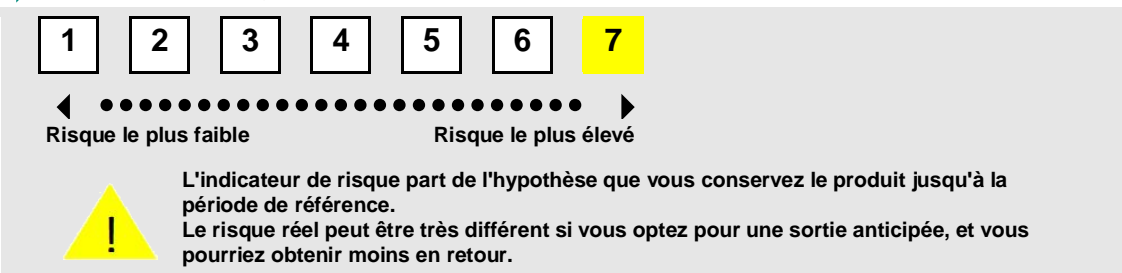 1 2 3 4 5 6 7
Risque le plus faible Risque le plus élevé
L'indicateur de risque part de l'hypothèse que vous conservez le produit jusqu'à la
période de référence.
! Le risque réel peut être très différent si vous optez pour une sortie anticipée, et vous
pourriez obtenir moins en retour.